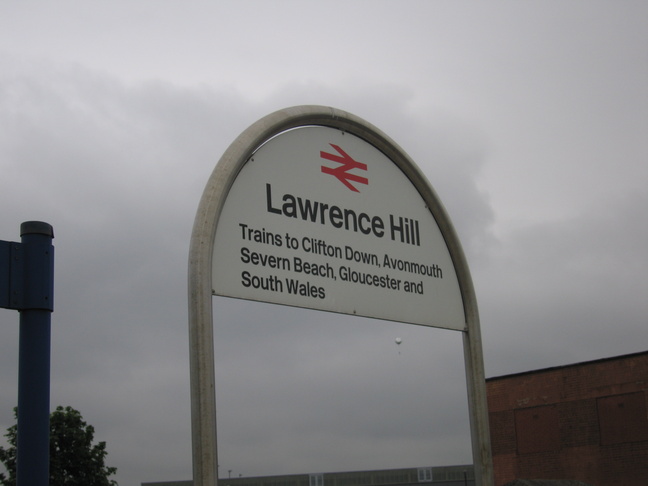 Lawrence Hill
Trains to Clifton Down, Avonmouth
Severn Beach, Gloucester and
South Wales